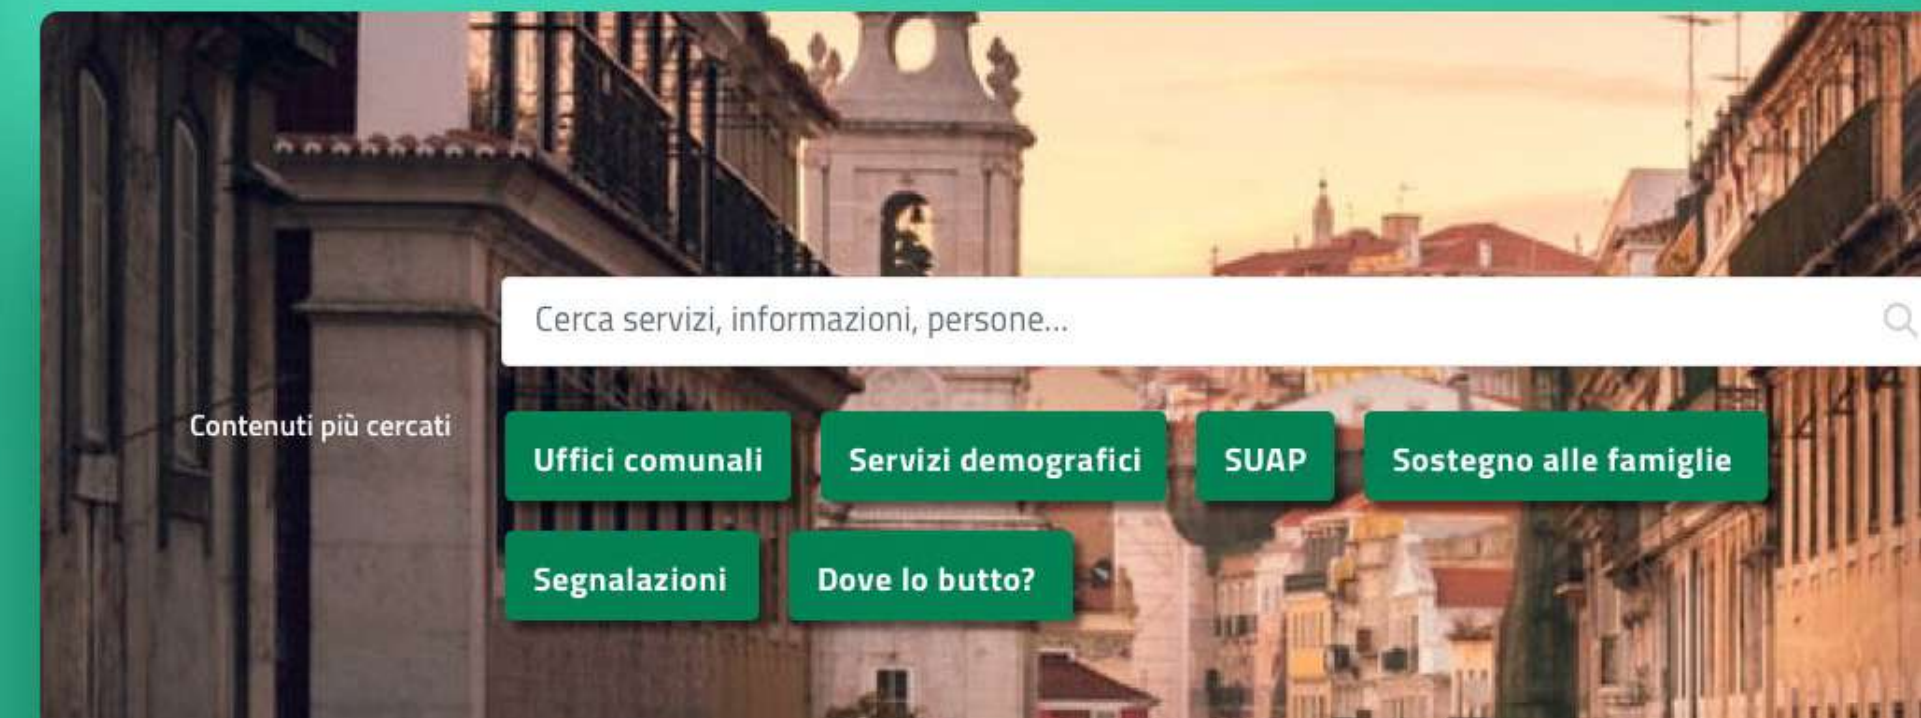 Cerca servizi, informazioni, persone...
Contenuti più cercati
Uffici comunali
Servizi demografici
SUAP
Sostegno alle famiglie
Segnalazioni
Dove lo butto?